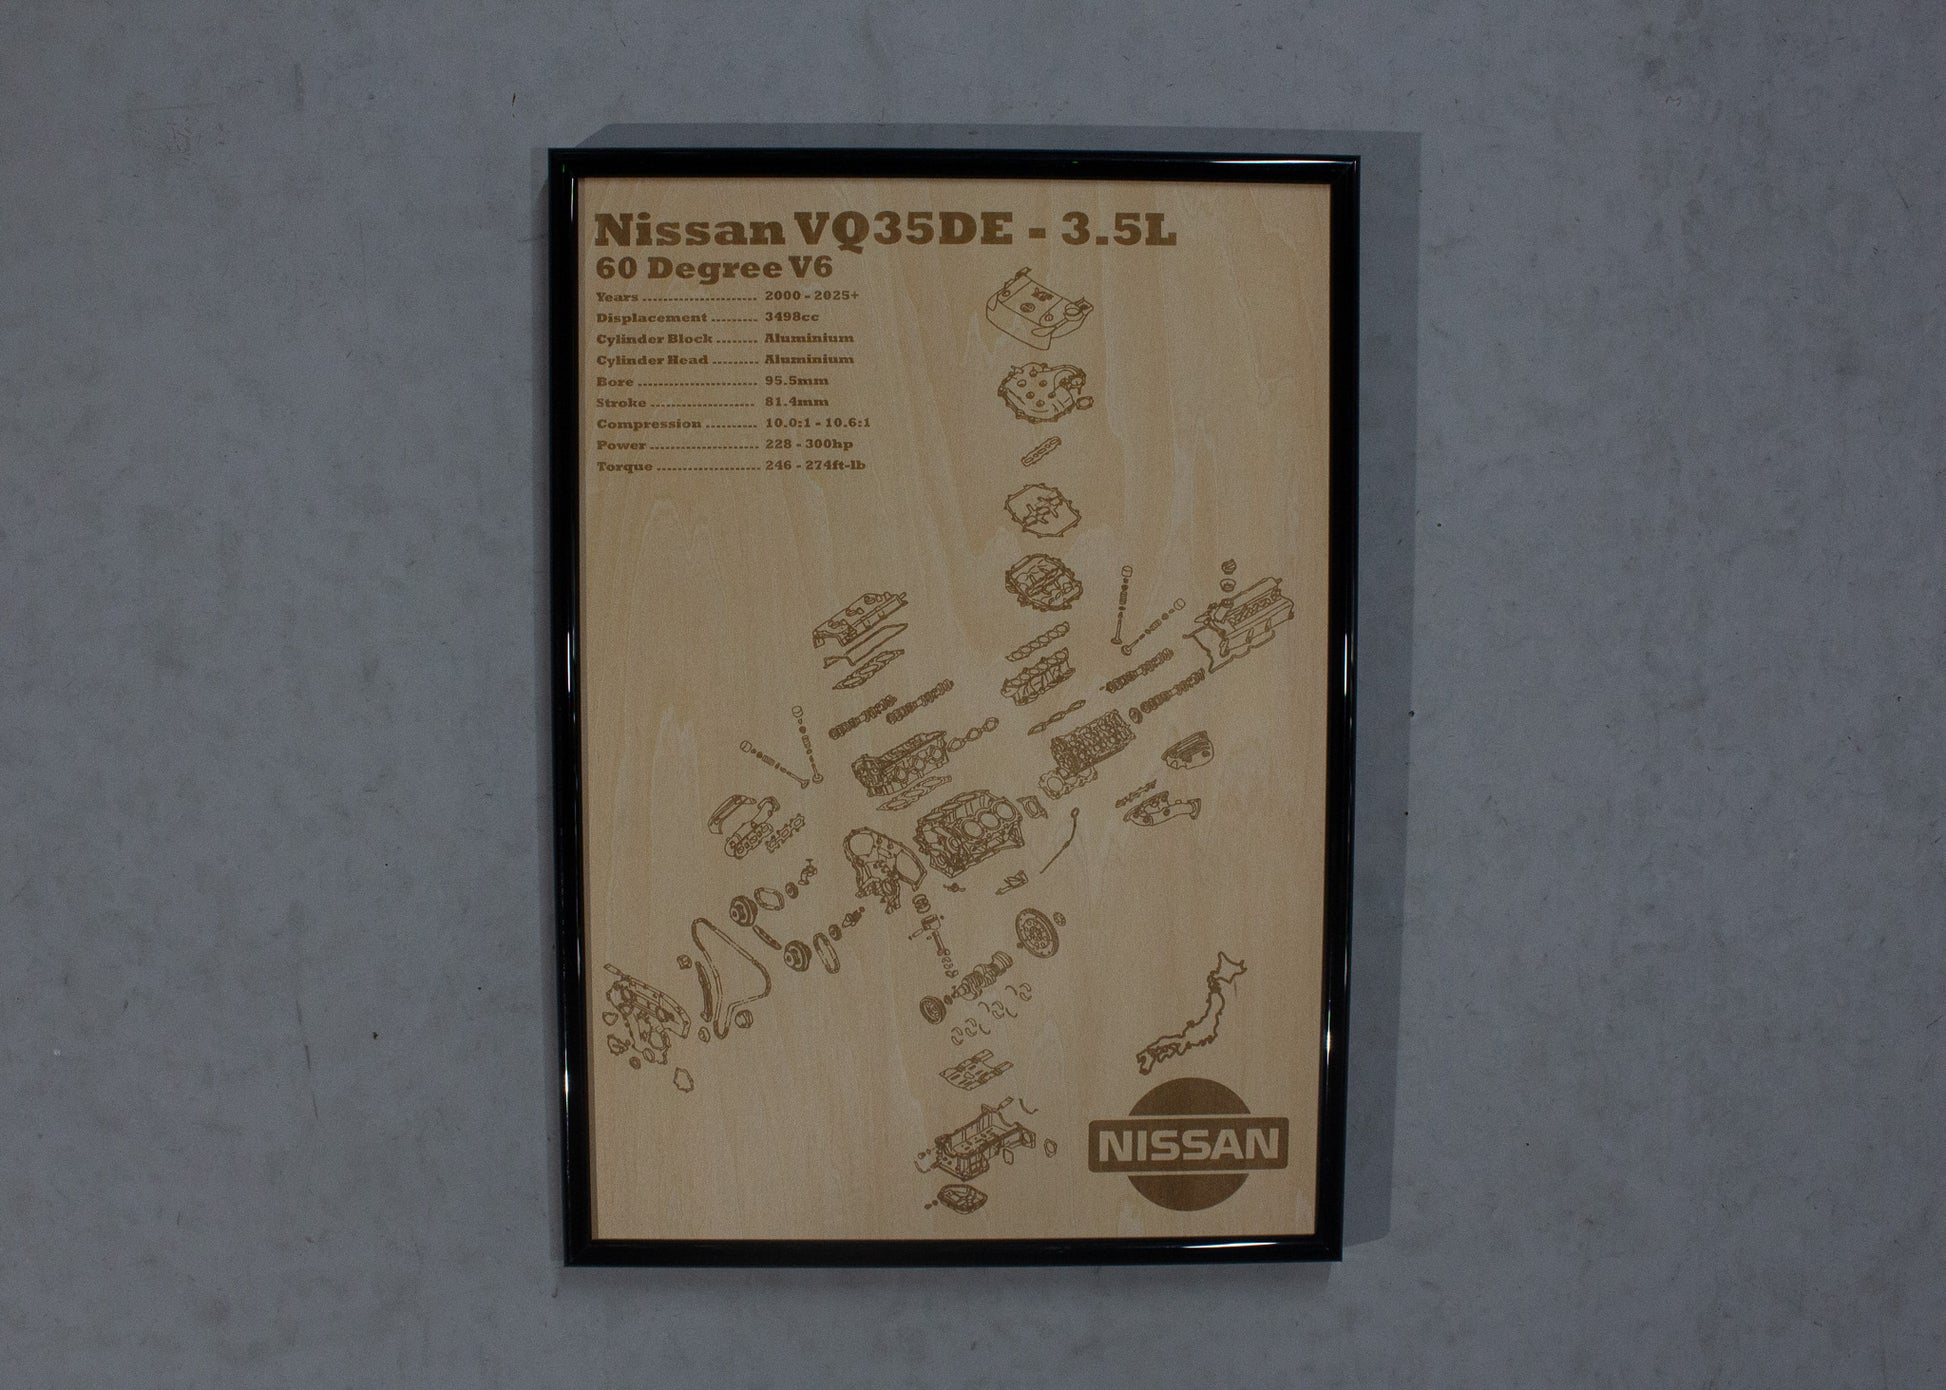 Nissan VQ35DE - 3.5L
60 Degree V6
Years ........................... 2000 - 2025+
Displacement ........... 3498cc
Cylinder Block .......... Aluminium
Cylinder Head ........... Aluminium
Bore ............................ 95.5mm
Stroke ......................... 81.4mm
Compression ............ 10.0:1 - 10.6:1
Power .......................... 228 - 300hp
Torque ......................... 246 - 274ft-lb
NISSAN